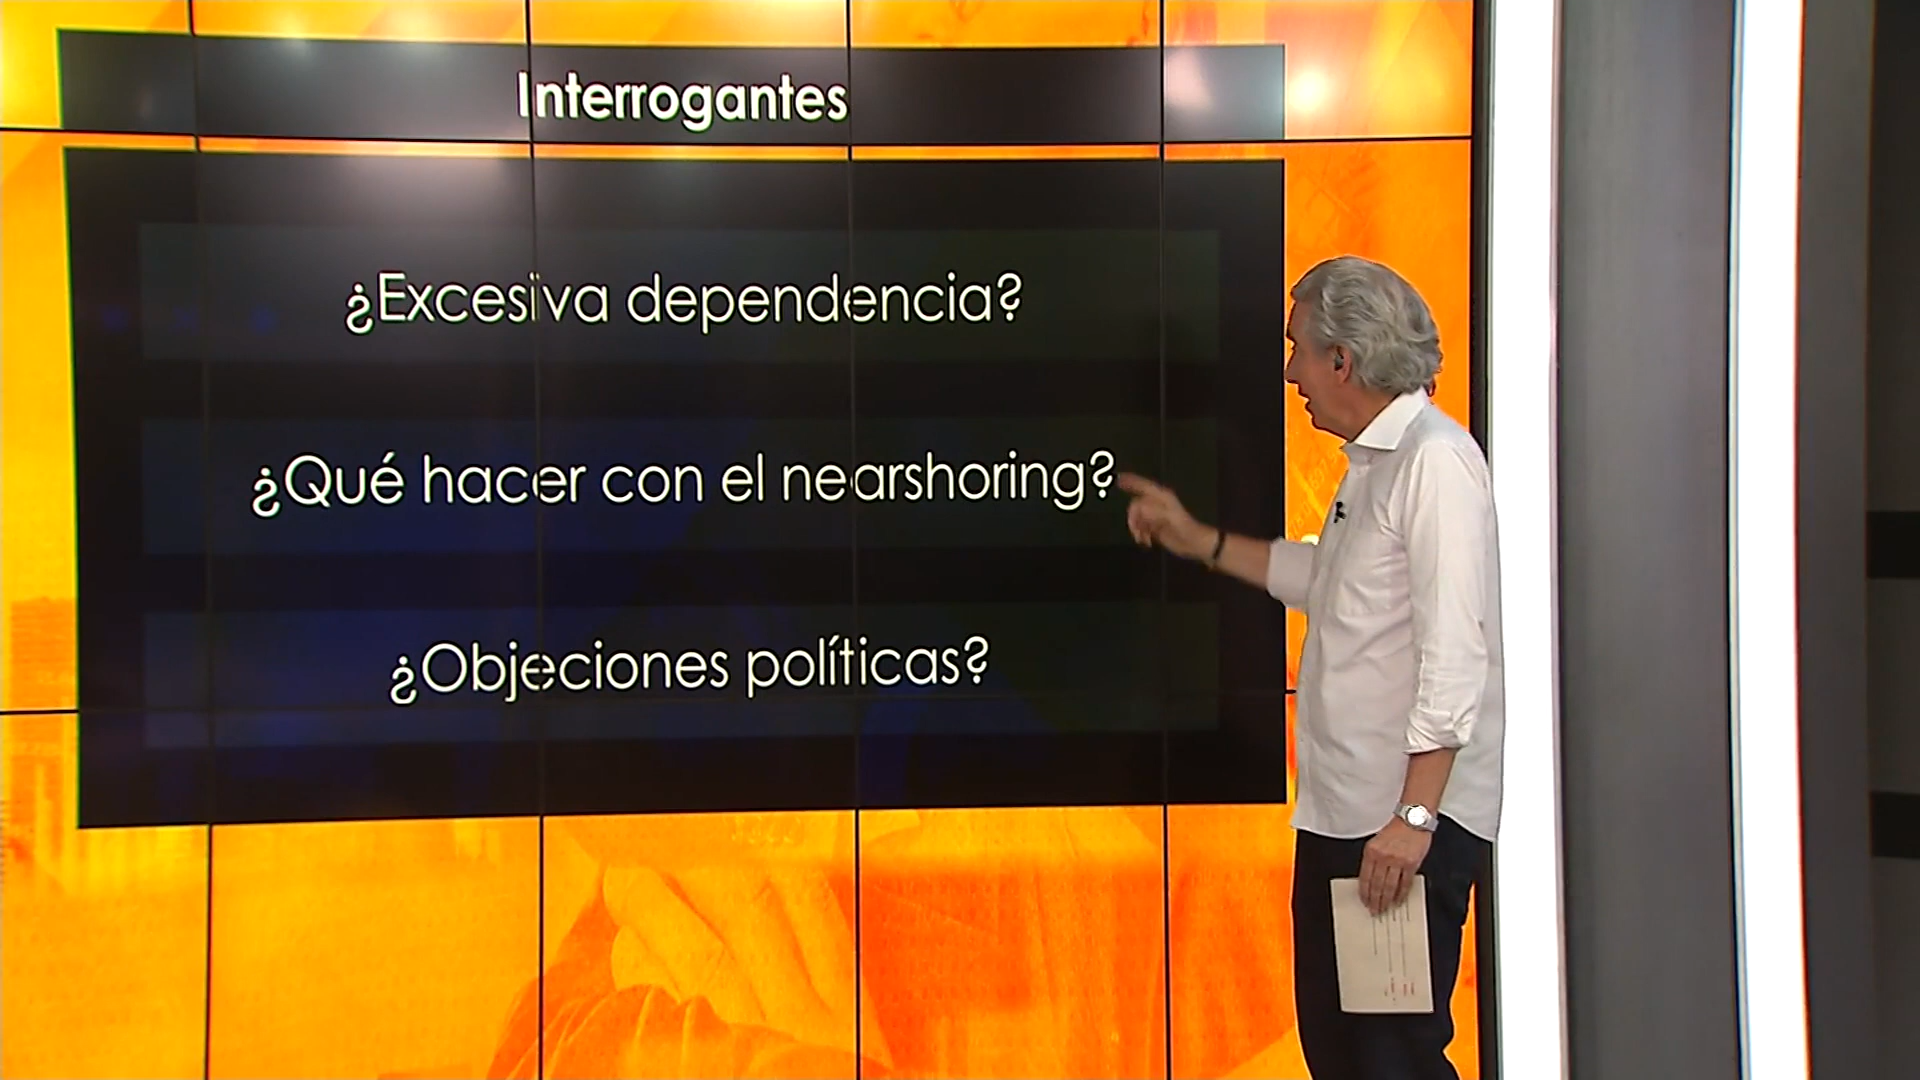 Interrogantes
¿Excesiva dependencia?
¿Qué hacer con el nearshoring?
¿Objeciones políticas?